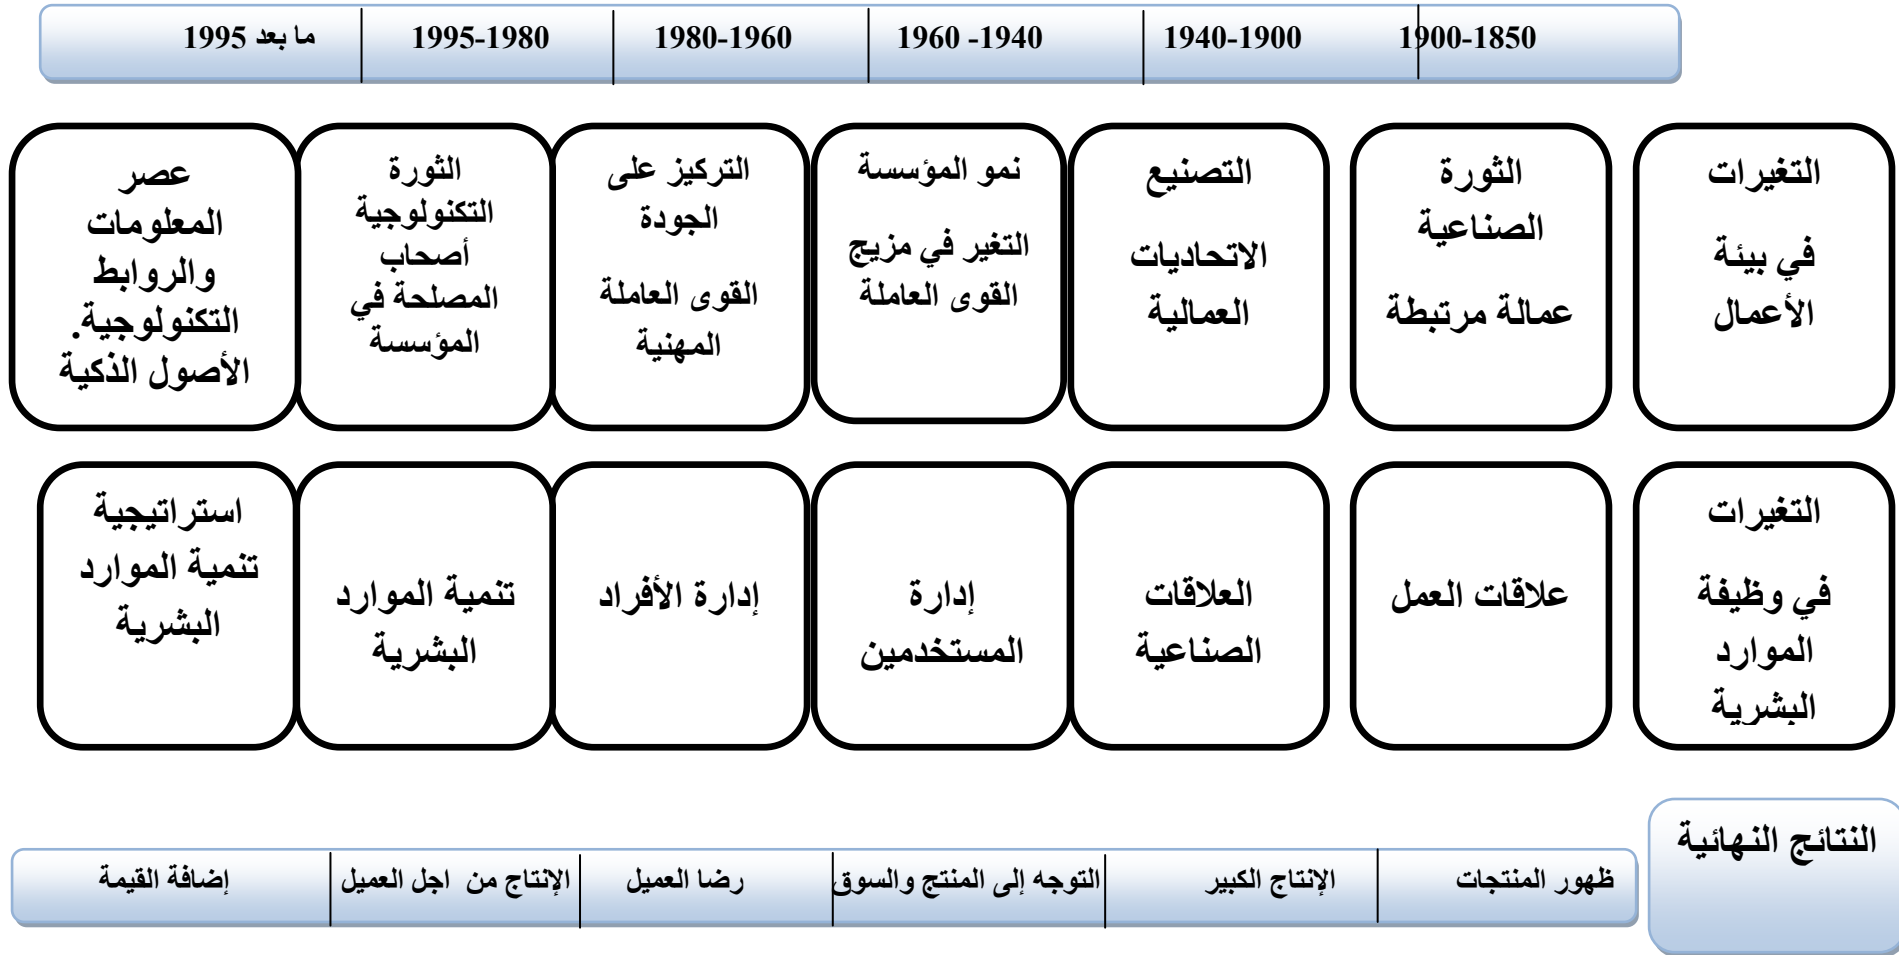 1900-1850 1940-1900 1960 -1940 1980-1960 1995-1980 ما بعد 1995
التغيرات
في بيئة
الأعمال
الثورة
الصناعية
عمالة مرتبطة
التصنيع
الاتحاديات
العمالية
نمو المؤسسة
التغير في مزيج
القوى العاملة
التركيز على
الجودة
القوى العاملة
المهنية
الثورة
التكنولوجية
أصحاب
المصلحة في
المؤسسة
عصر
المعلومات
والروابط
التكنولوجية.
الأصول الذكية
التغيرات
في وظيفة
الموارد
البشرية
علاقات العمل
العلاقات
الصناعية
إدارة
المستخدمين
إدارة الأفراد
تنمية الموارد
البشرية
استراتيجية
تنمية الموارد
البشرية
النتائج النهائية
ظهور المنتجات الإنتاج الكبير التوجه إلى المنتج والسوق رضا العميل الإنتاج من اجل العميل إضافة القيمة